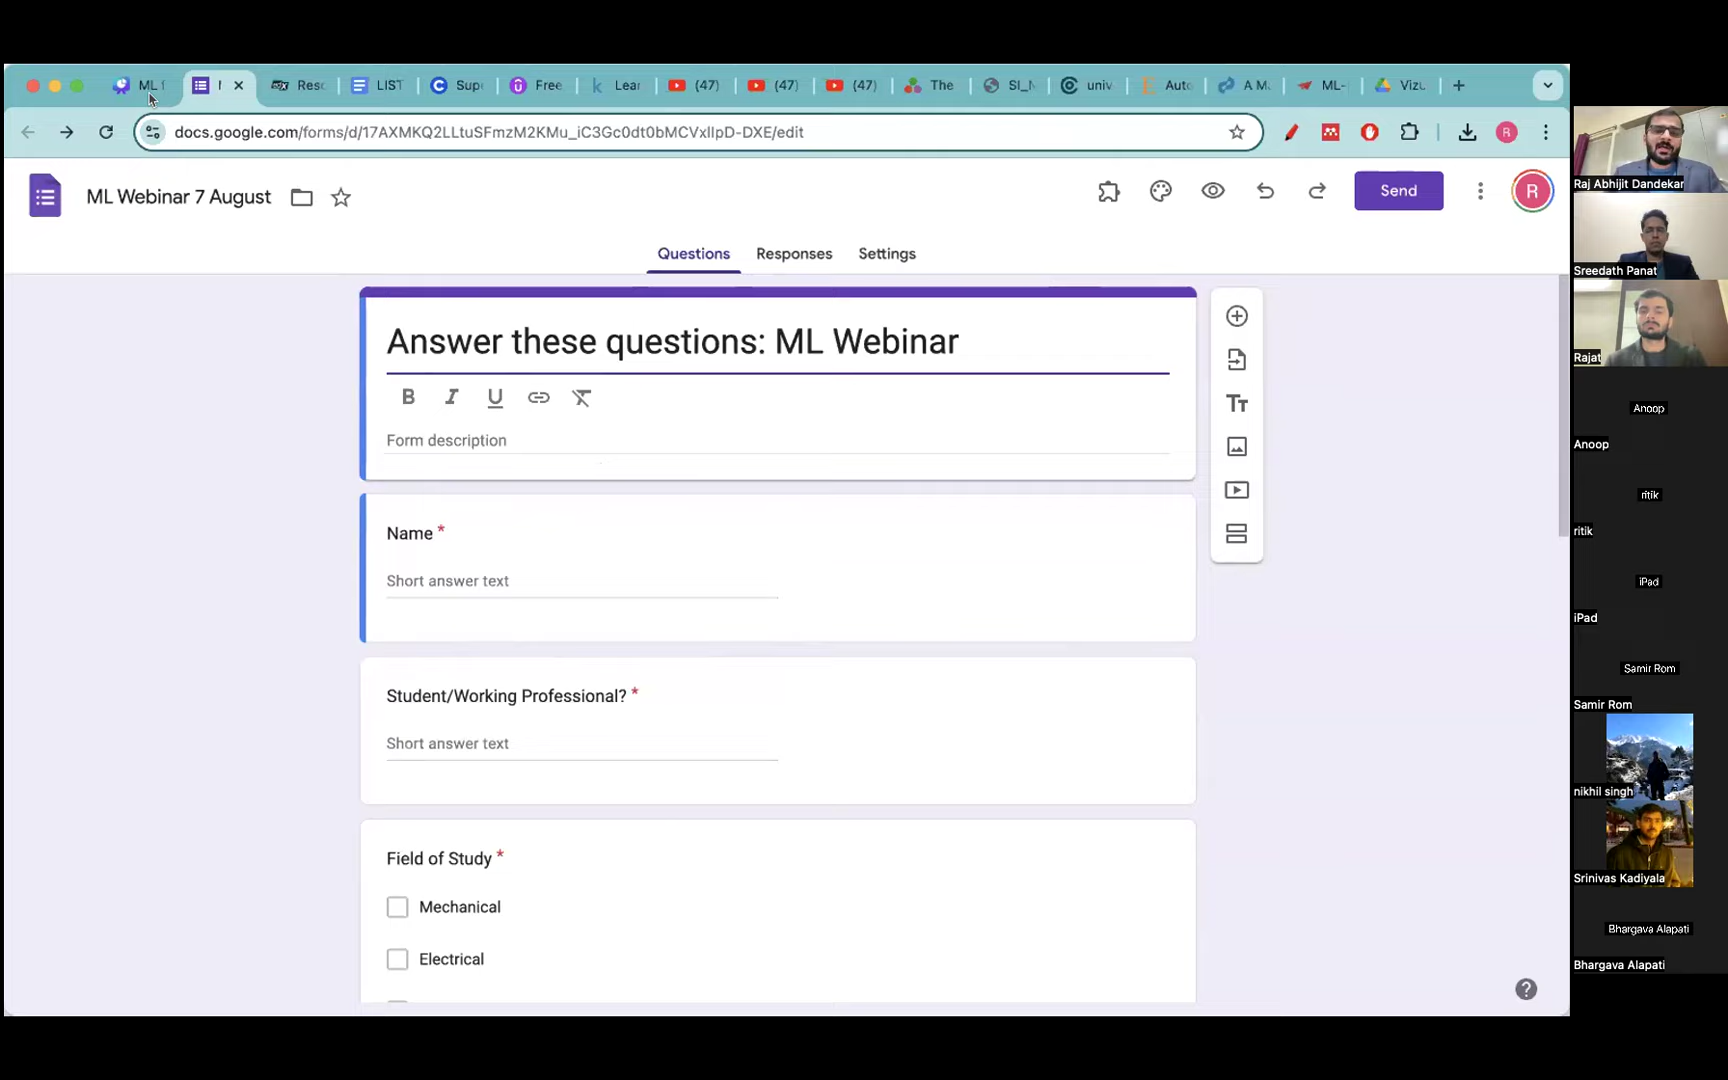 ML f
Reso
LIST
Sup
Free
Lear
(47)
(47)
(47)
The
SI_N
univ
Auto
A M
ML-
Vizu
docs.google.com/forms/d/17AXMKQ2LLtuSFmzM2KMu_iC3Gc0dt0bMCVxIlpD-DXE/edit
R
ML Webinar 7 August
Send
R
Questions Responses Settings
Answer these questions: ML Webinar
B I U
Form description
Name *
Short answer text
Student/Working Professional? *
Short answer text
Field of Study *
Mechanical
Electrical
Raj Abhijit Dandekar
Sreedath Panat
Rajat
Anoop
Anoop
ritik
ritik
iPad
iPad
Samir Rom
Samir Rom
nikhil singh
Srinivas Kadiyala
Bhargava Alapati
Bhargava Alapati